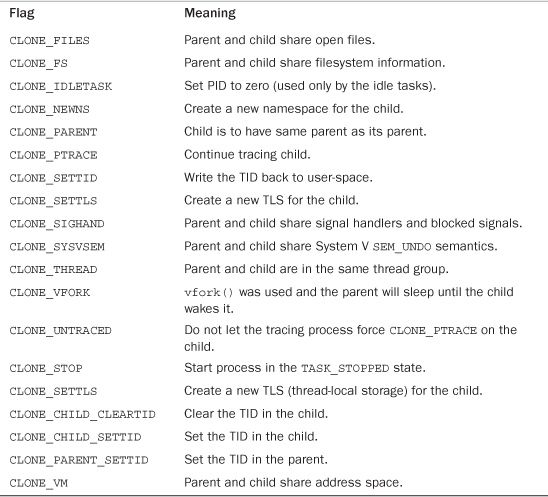 Flag Meaning
CLONE_FILES Parent and child share open files.
CLONE_FS Parent and child share filesystem information.
CLONE_IDLETASK Set PID to zero (used only by the idle tasks).
CLONE_NEWNS Create a new namespace for the child.
CLONE_PARENT Child is to have same parent as its parent.
CLONE_PTRACE Continue tracing child.
CLONE_SETTID Write the TID back to user-space.
CLONE_SETTLS Create a new TLS for the child.
CLONE_SIGHAND Parent and child share signal handlers and blocked signals.
CLONE_SYSVSEM Parent and child share System V SEM_UNDO semantics.
CLONE_THREAD Parent and child are in the same thread group.
CLONE_VFORK vfork() was used and the parent will sleep until the child
wakes it.
CLONE_UNTRACED Do not let the tracing process force CLONE_PTRACE on the
child.
CLONE_STOP Start process in the TASK_STOPPED state.
CLONE_SETTLS Create a new TLS (thread-local storage) for the child.
CLONE_CHILD_CLEARTID Clear the TID in the child.
CLONE_CHILD_SETTID Set the TID in the child.
CLONE_PARENT_SETTID Set the TID in the parent.
CLONE_VM Parent and child share address space.